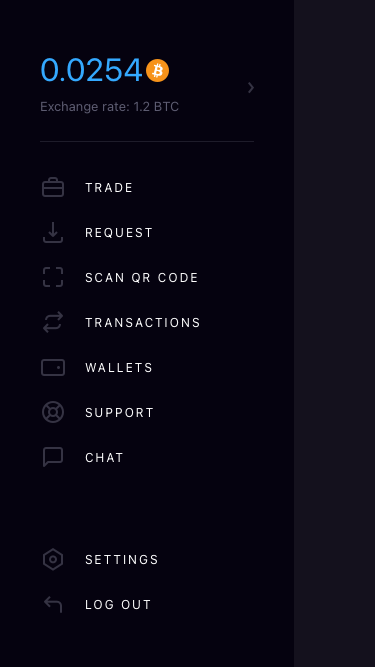 0.0254
Exchange rate: 1.2 BTC
TRADE
REQUEST
SCAN QR CODE
TRANSACTIONS
WALLETS
SUPPORT
CHAT
SETTINGS
LOG OUT